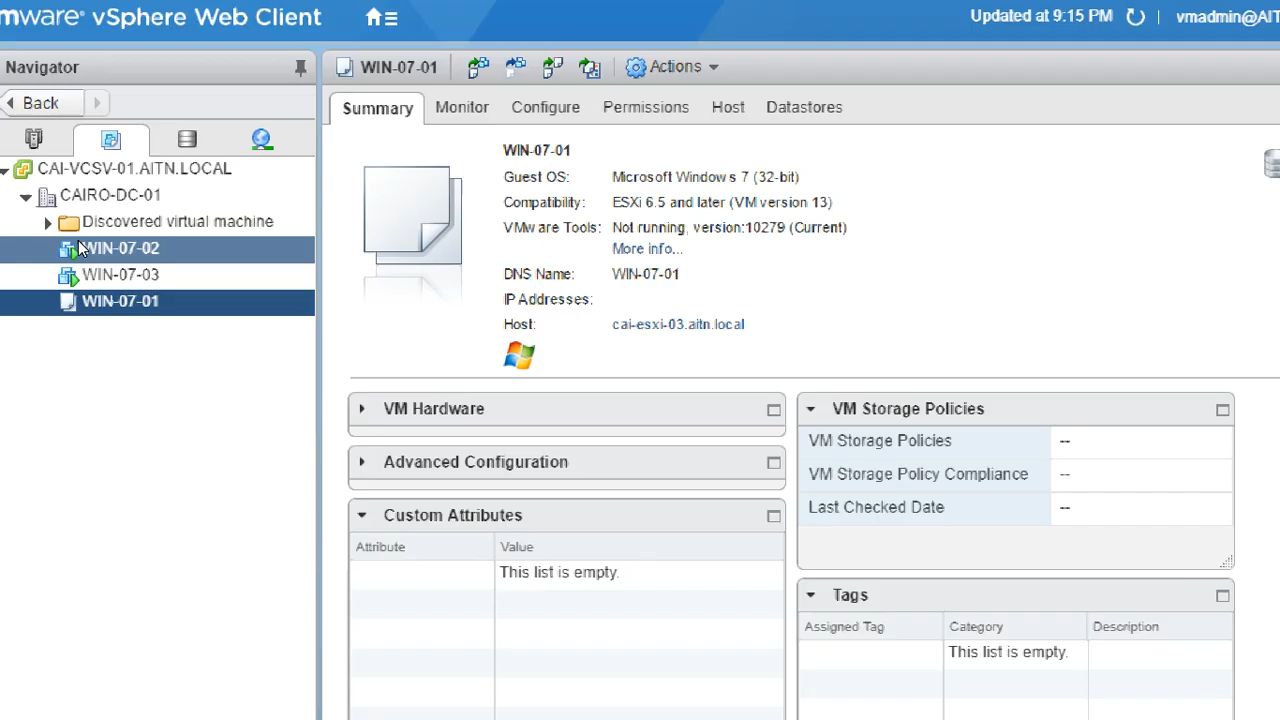 mware® vSphere Web Client
Updated at 9:15 PM
vmadmin@AIT
Navigator
WIN-07-01
Actions
Back
Summary
Monitor
Configure
Permissions
Host
Datastores
CAI-VCSV-01.AITN.LOCAL
CAIRO-DC-01
Discovered virtual machine
WIN-07-02
WIN-07-03
WIN-07-01
WIN-07-01
Guest OS: Microsoft Windows 7 (32-bit)
Compatibility: ESXi 6.5 and later (VM version 13)
VMware Tools: Not running, version:10279 (Current)
More info...
DNS Name: WIN-07-01
IP Addresses:
Host: cai-esxi-03.aitn.local
VM Hardware
Advanced Configuration
Custom Attributes
Attribute Value
This list is empty.
VM Storage Policies
VM Storage Policies --
VM Storage Policy Compliance --
Last Checked Date --
Tags
Assigned Tag Category Description
This list is empty.